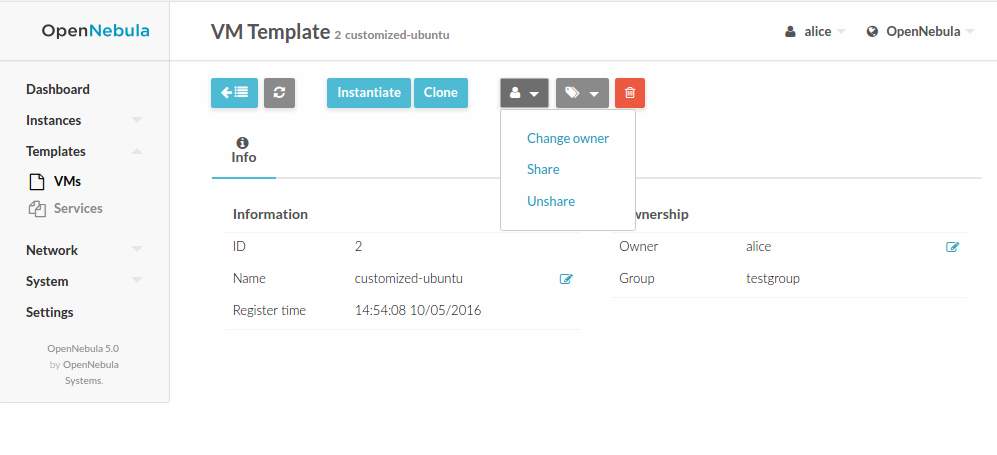 OpenNebula
VM Template 2 customized-ubuntu
alice
OpenNebula
Dashboard
Instances
Templates
VMs
Services
Network
System
Settings
OpenNebula 5.0
by OpenNebula
Systems.
Instantiate
Clone
Change owner
Share
Unshare
Info
Information
ID 2
Name customized-ubuntu
Register time 14:54:08 10/05/2016
wnership
Owner alice
Group testgroup